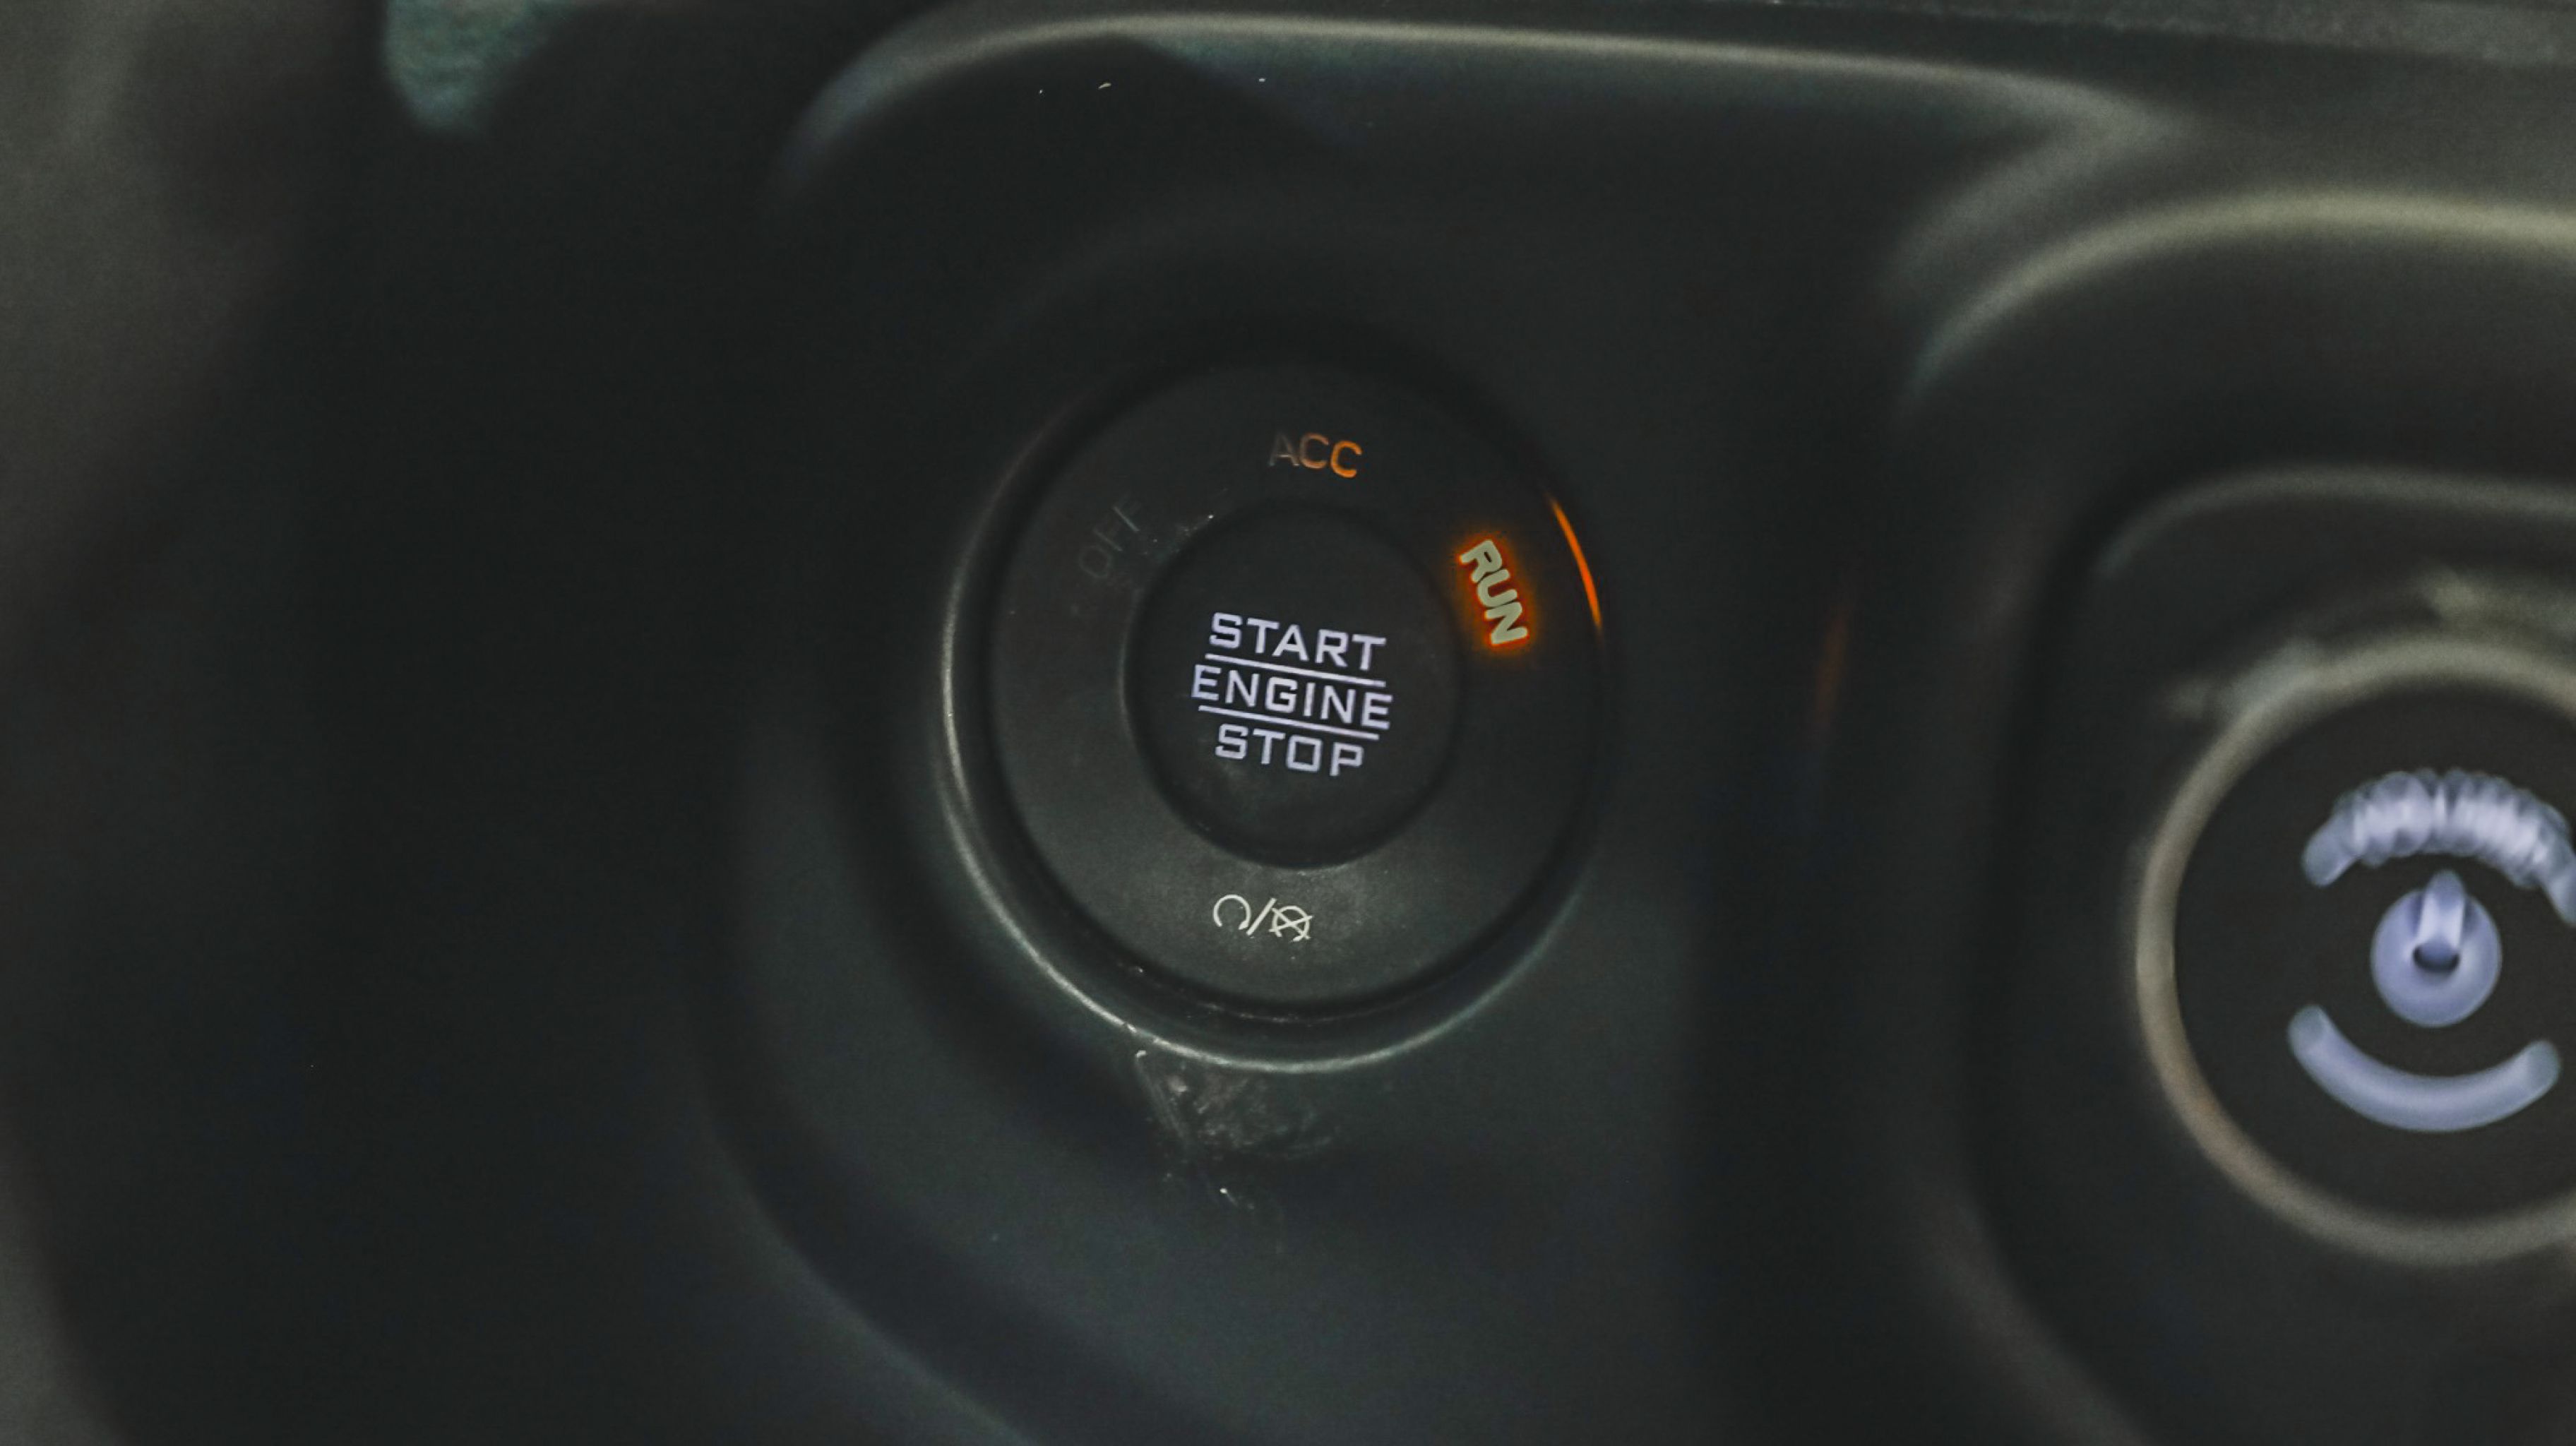 ACC
OFF
RUN
START
ENGINE
STOP